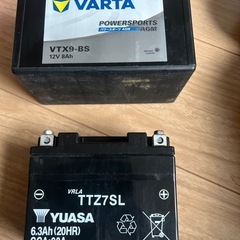 VARTA
POWERSPORTS
AGM
VTX9-BS
12V 8Ah
VRLA
TTZ7SL
YUASA
6.3Ah(20HR)